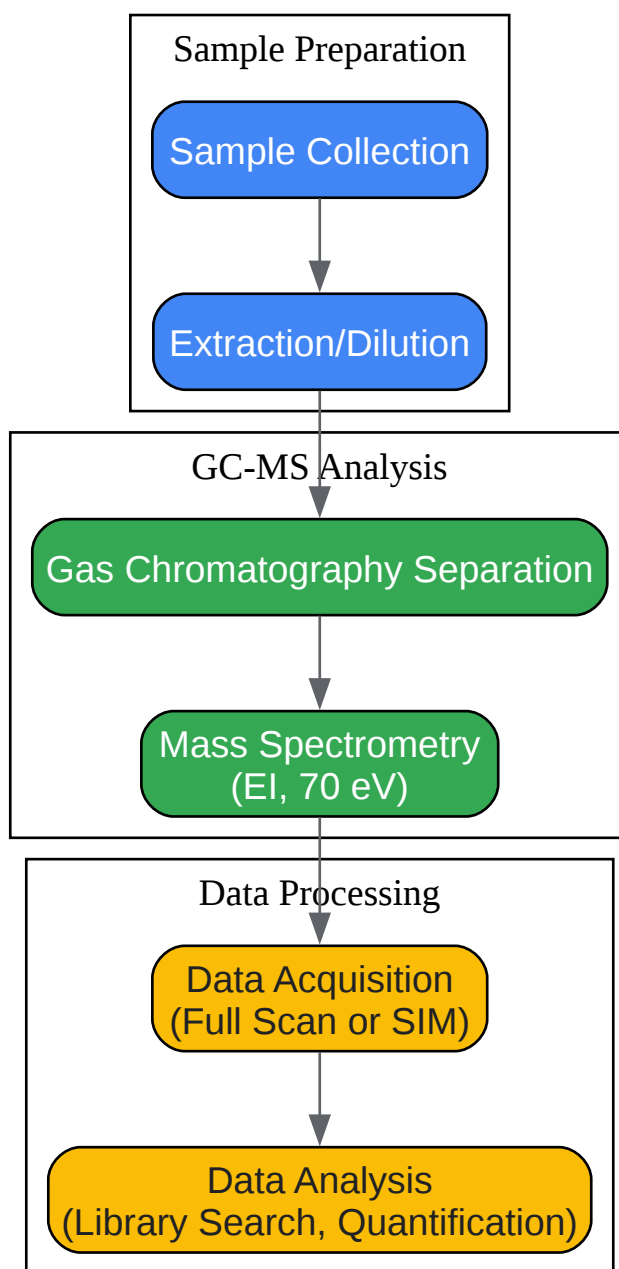 Sample Preparation
Sample Collection
Extraction/Dilution
GC-MS Analysis
Gas Chromatography Separation
Mass Spectrometry
(EI, 70 eV)
Data Processing
Data Acquisition
(Full Scan or SIM)
Data Analysis
(Library Search, Quantification)